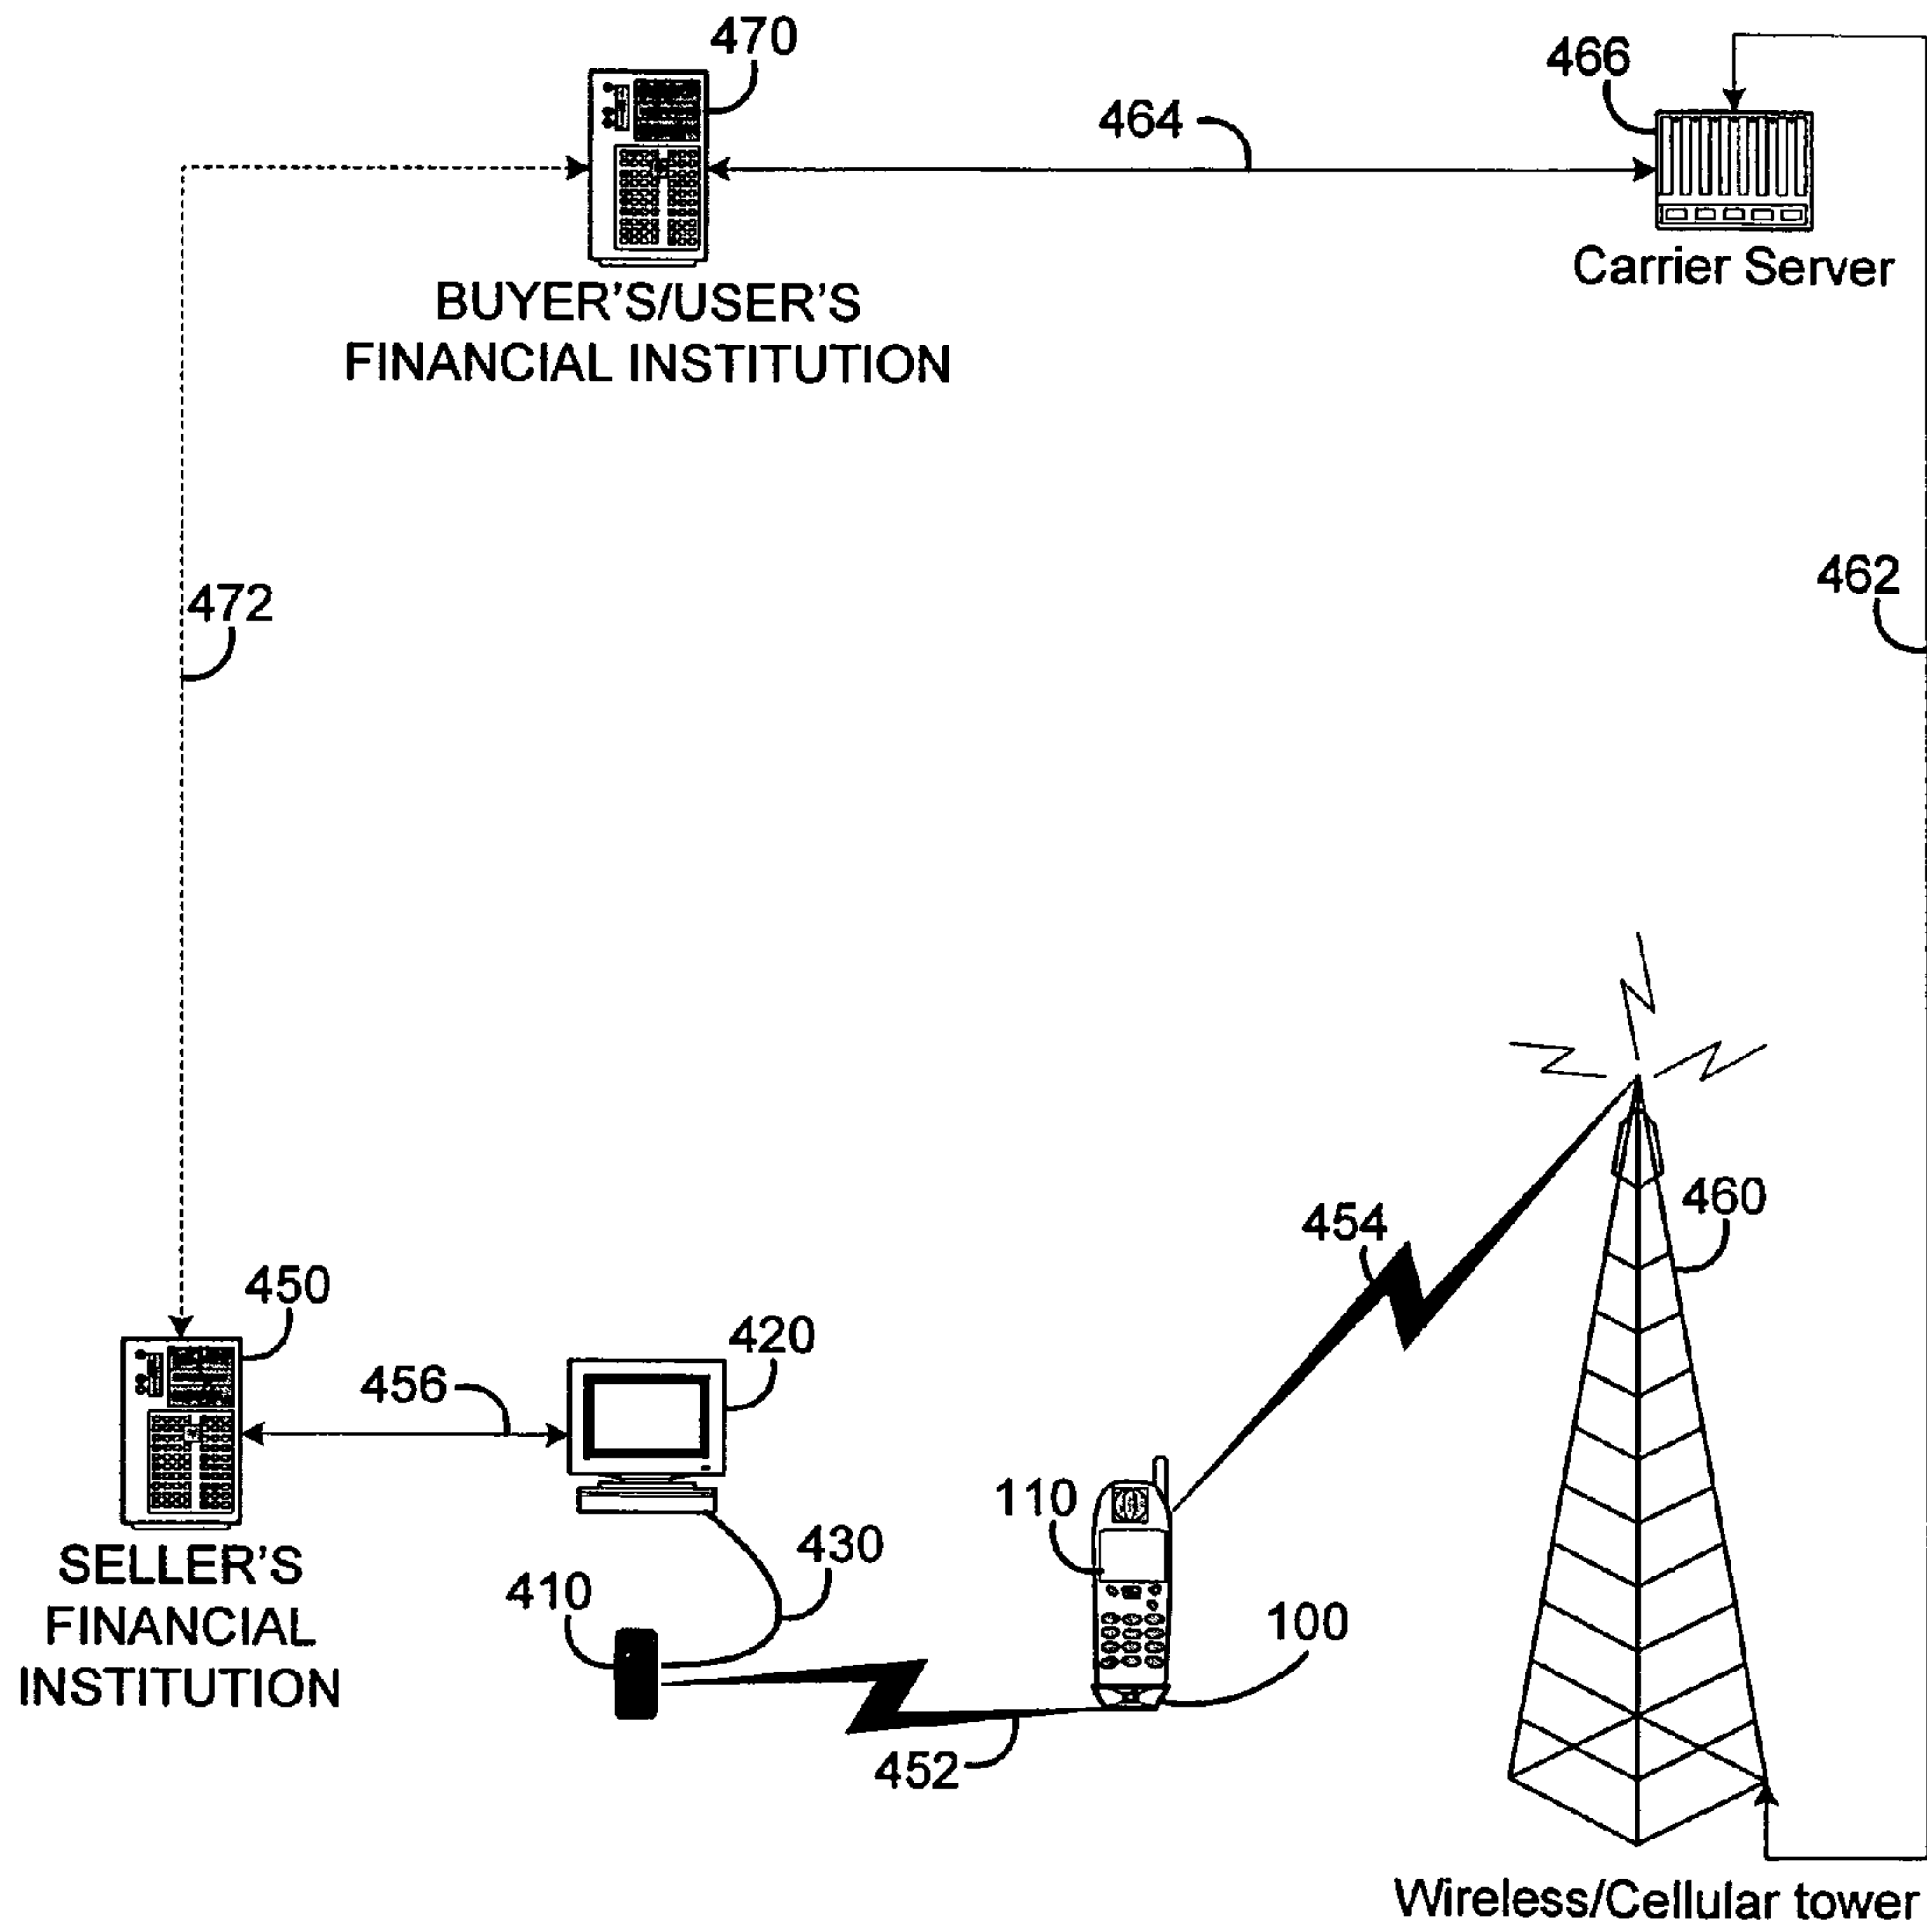 470
466
464
Carrier Server
BUYER'S/USER'S
FINANCIAL INSTITUTION
472
462
460
454
450
420
456
110
430
410
100
SELLER'S
FINANCIAL
INSTITUTION
452
Wireless/Cellular tower